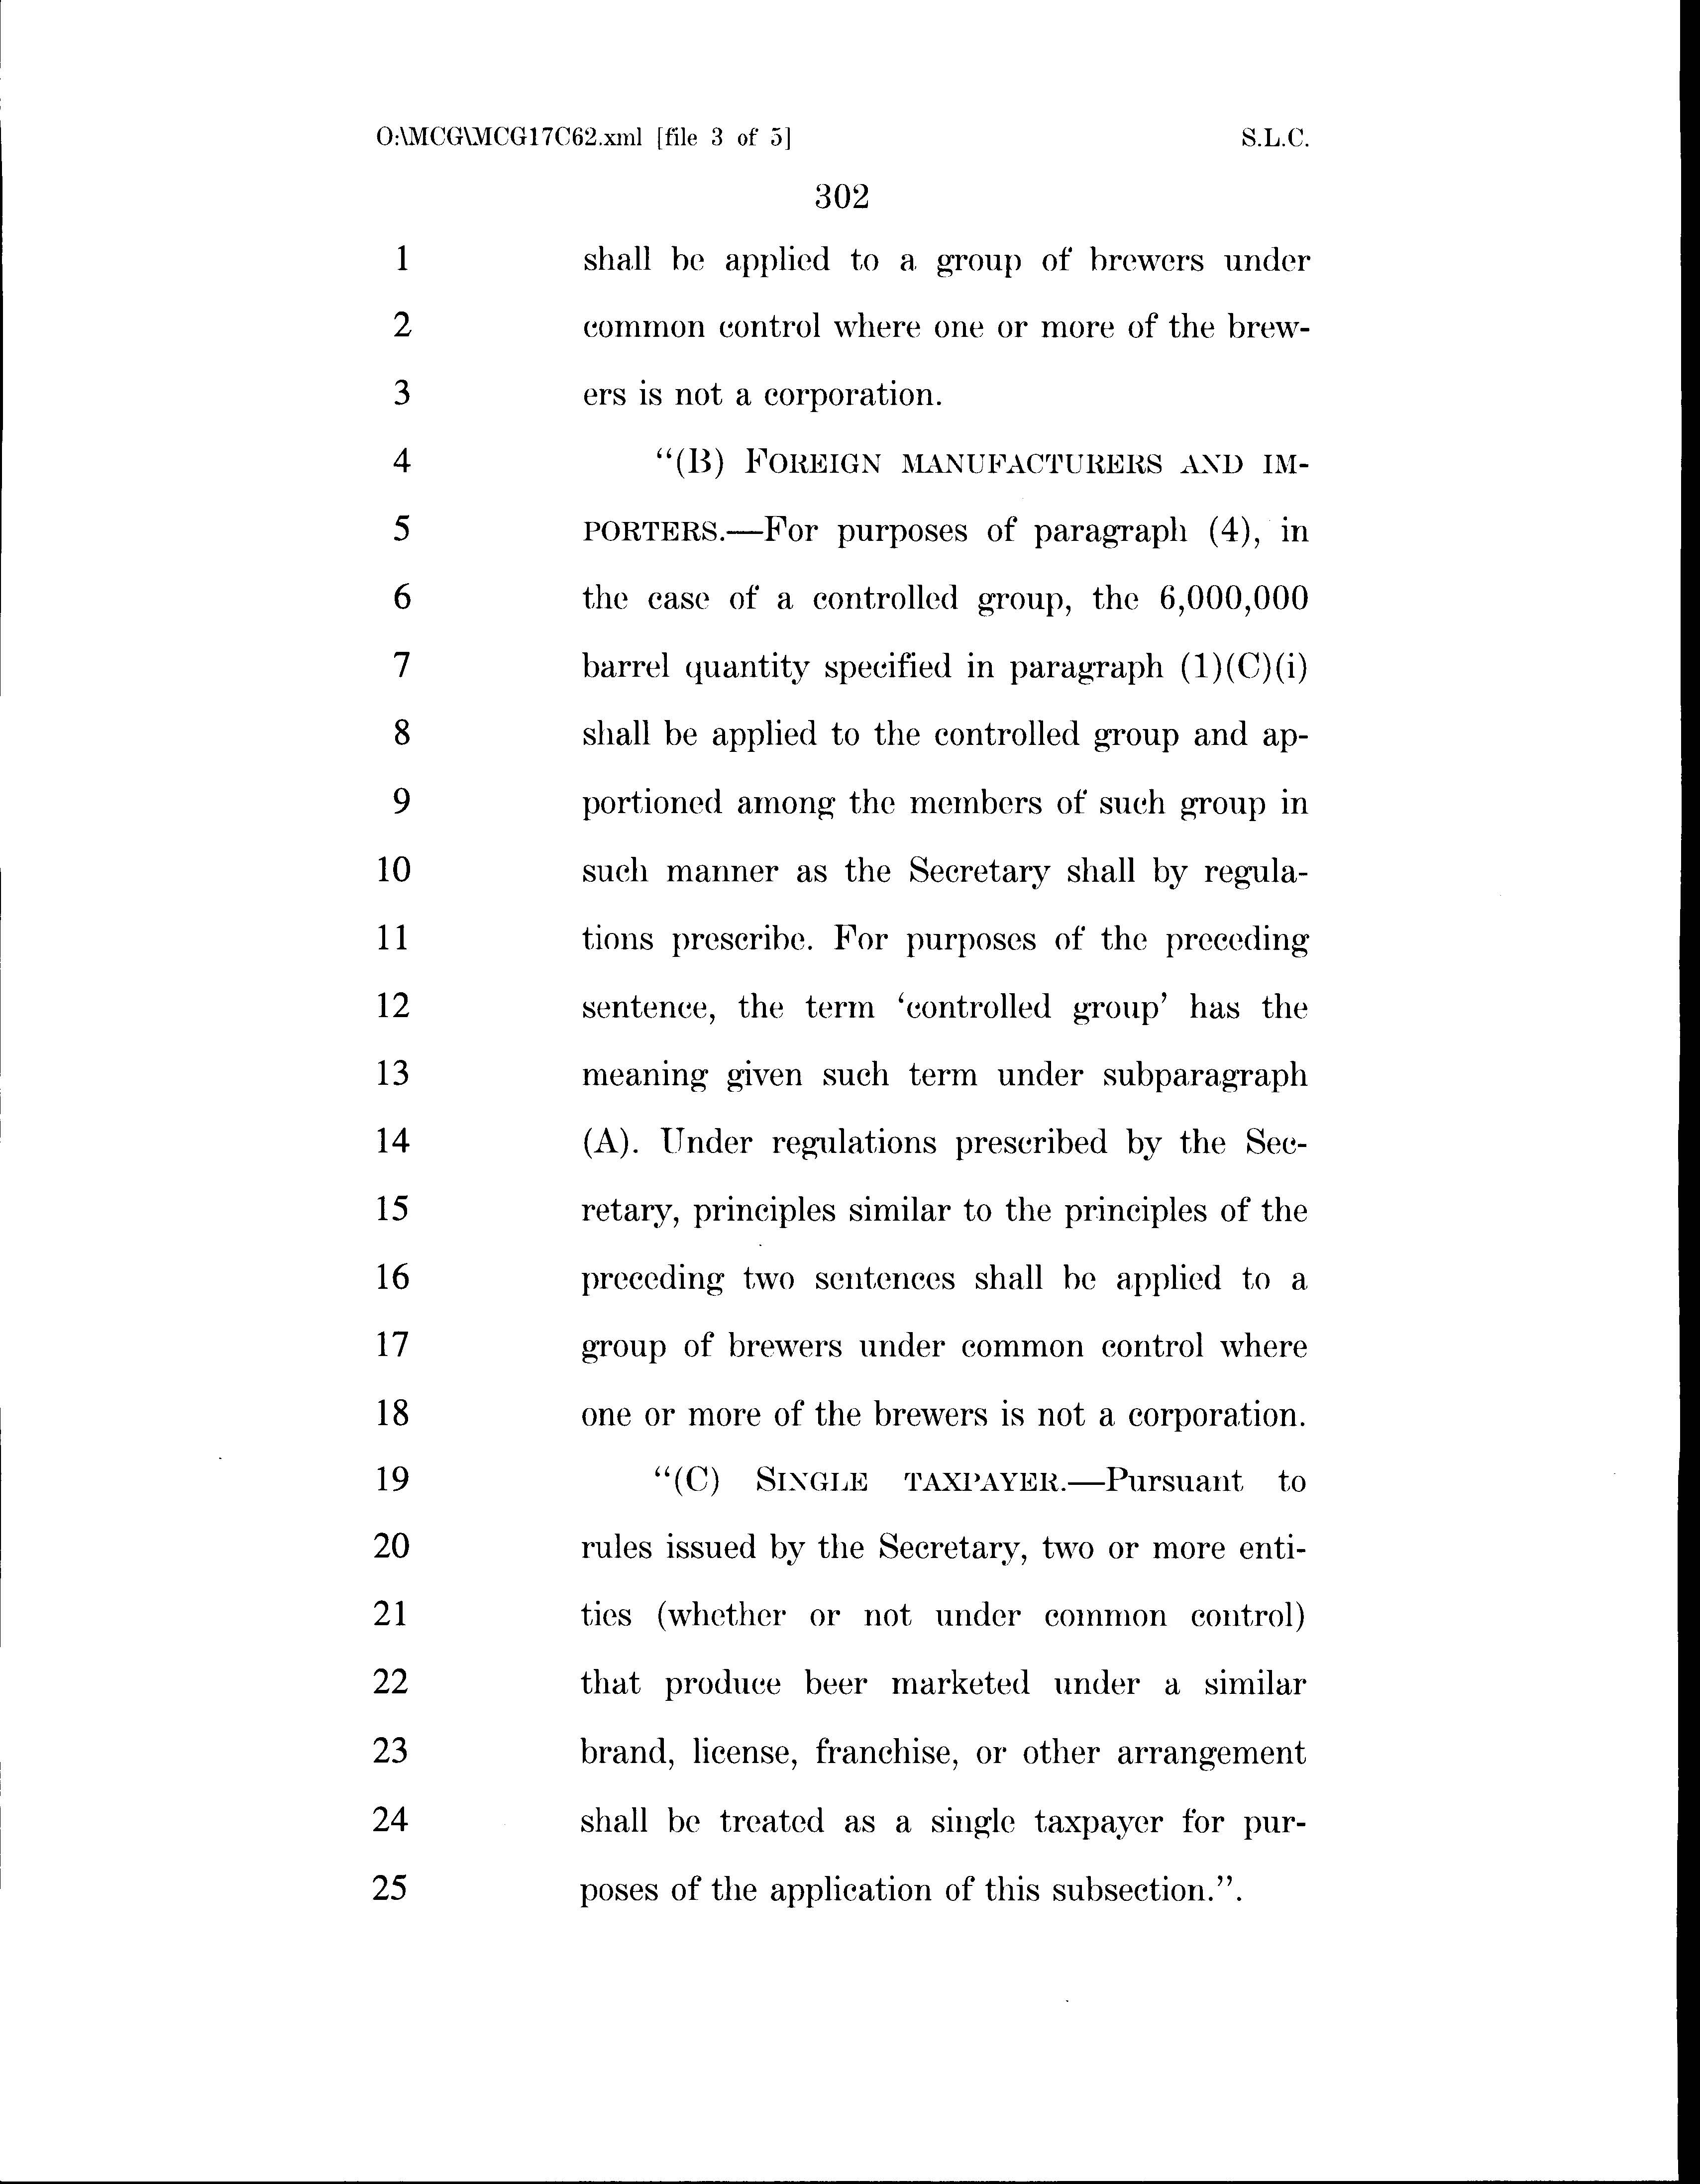 O:\MCG\MCG17C62.xml [file 3 of 5] S.L.C.
302
1 shall be applied to a group of brewers under
2 common control where one or more of the brew-
3 ers is not a corporation.
4 “(B) FOREIGN MANUFACTURERS AND IM-
5 PORTERS.—For purposes of paragraph (4), in
6 the case of a controlled group, the 6,000,000
7 barrel quantity specified in paragraph (1)(C)(i)
8 shall be applied to the controlled group and ap-
9 portioned among the members of such group in
10 such manner as the Secretary shall by regula-
11 tions prescribe. For purposes of the preceding
12 sentence, the term ‘controlled group’ has the
13 meaning given such term under subparagraph
14 (A). Under regulations prescribed by the Sec-
15 retary, principles similar to the principles of the
16 preceding two sentences shall be applied to a
17 group of brewers under common control where
18 one or more of the brewers is not a corporation.
19 “(C) SINGLE TAXPAYER.—Pursuant to
20 rules issued by the Secretary, two or more enti-
21 ties (whether or not under common control)
22 that produce beer marketed under a similar
23 brand, license, franchise, or other arrangement
24 shall be treated as a single taxpayer for pur-
25 poses of the application of this subsection.”.